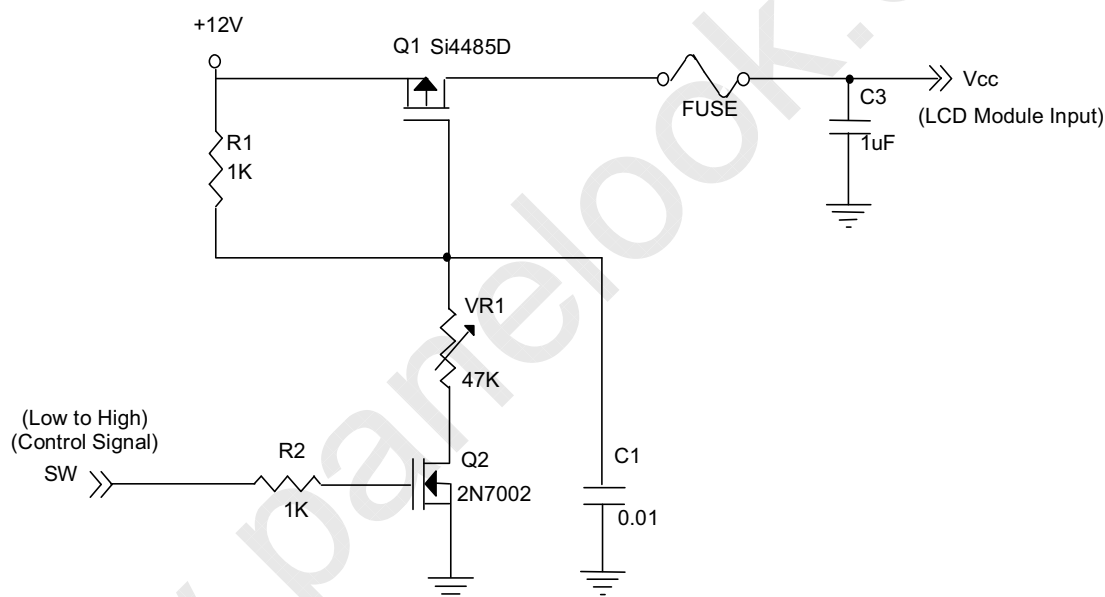 +12V
Q1 Si4485D
R1
1K
FUSE
C3
1uF
Vcc
(LCD Module Input)
VR1
47K
(Low to High)
(Control Signal)
SW
R2
1K
Q2
2N7002
C1
0.01
panelook.